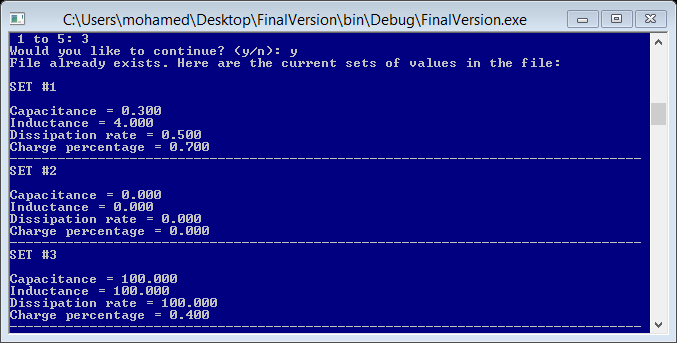 C:\Users\mohamed\Desktop\FinalVersion\bin\Debug\FinalVersion.exe
1 to 5: 3
Would you like to continue? (y/n): y
File already exists. Here are the current sets of values in the file:
SET #1
Capacitance = 0.300
Inductance = 4.000
Dissipation rate = 0.500
Charge percentage = 0.700
SET #2
Capacitance = 0.000
Inductance = 0.000
Dissipation rate = 0.000
Charge percentage = 0.000
SET #3
Capacitance = 100.000
Inductance = 100.000
Dissipation rate = 100.000
Charge percentage = 0.400